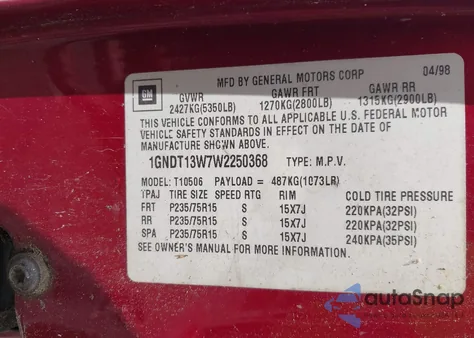 MFD BY GENERAL MOTORS CORP 04/98
GM GVWR GAWR FRT GAWR RR
2427KG(5350LB) 1270KG(2800LB) 1315KG(2900LB)
THIS VEHICLE CONFORMS TO ALL APPLICABLE U.S. FEDERAL MOTOR
VEHICLE SAFETY STANDARDS IN EFFECT ON THE DATE OF
MANUFACTURE SHOWN ABOVE.
1GNDT13W7W2250368 TYPE: M.P.V.
MODEL: T10506 PAYLOAD = 487KG(1073LR)
YPAJ TIRE SIZE SPEED RTG RIM COLD TIRE PRESSURE
FRT P235/75R15 S 15X7J 220KPA(32PSI)
RR P235/75R15 S 15X7J 220KPA(32PSI)
SPA P235/75R15 S 15X7J 240KPA(35PSI)
SEE OWNER'S MANUAL FOR MORE INFORMATION.
autoSnap